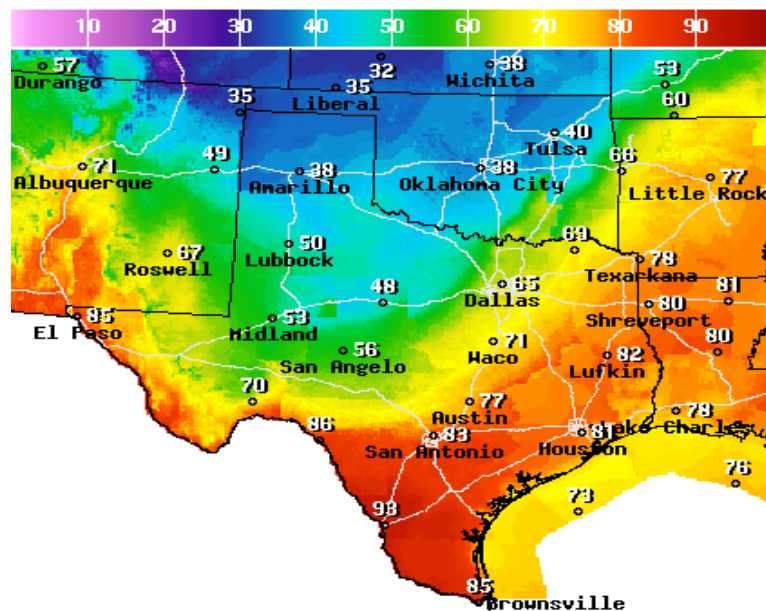 10 20 30 40 50 60 70 80 90
57
Durango
32
38
Wichita
35
Liberal
53
35
60
40
Tulsa
71
Albuquerque
49
38
Amarillo
38
Oklahoma City
66
77
Little Rock
67
Roswell
50
Lubbock
69
78
Texarkana
65
Dallas
48
81
80
Shreveport
85
El Paso
53
Midland
56
San Angelo
71
Waco
82
Lufkin
80
70
77
Austin
78
Lake Charles
86
83
San Antonio
81
Houston
76
93
73
85
Brownsville